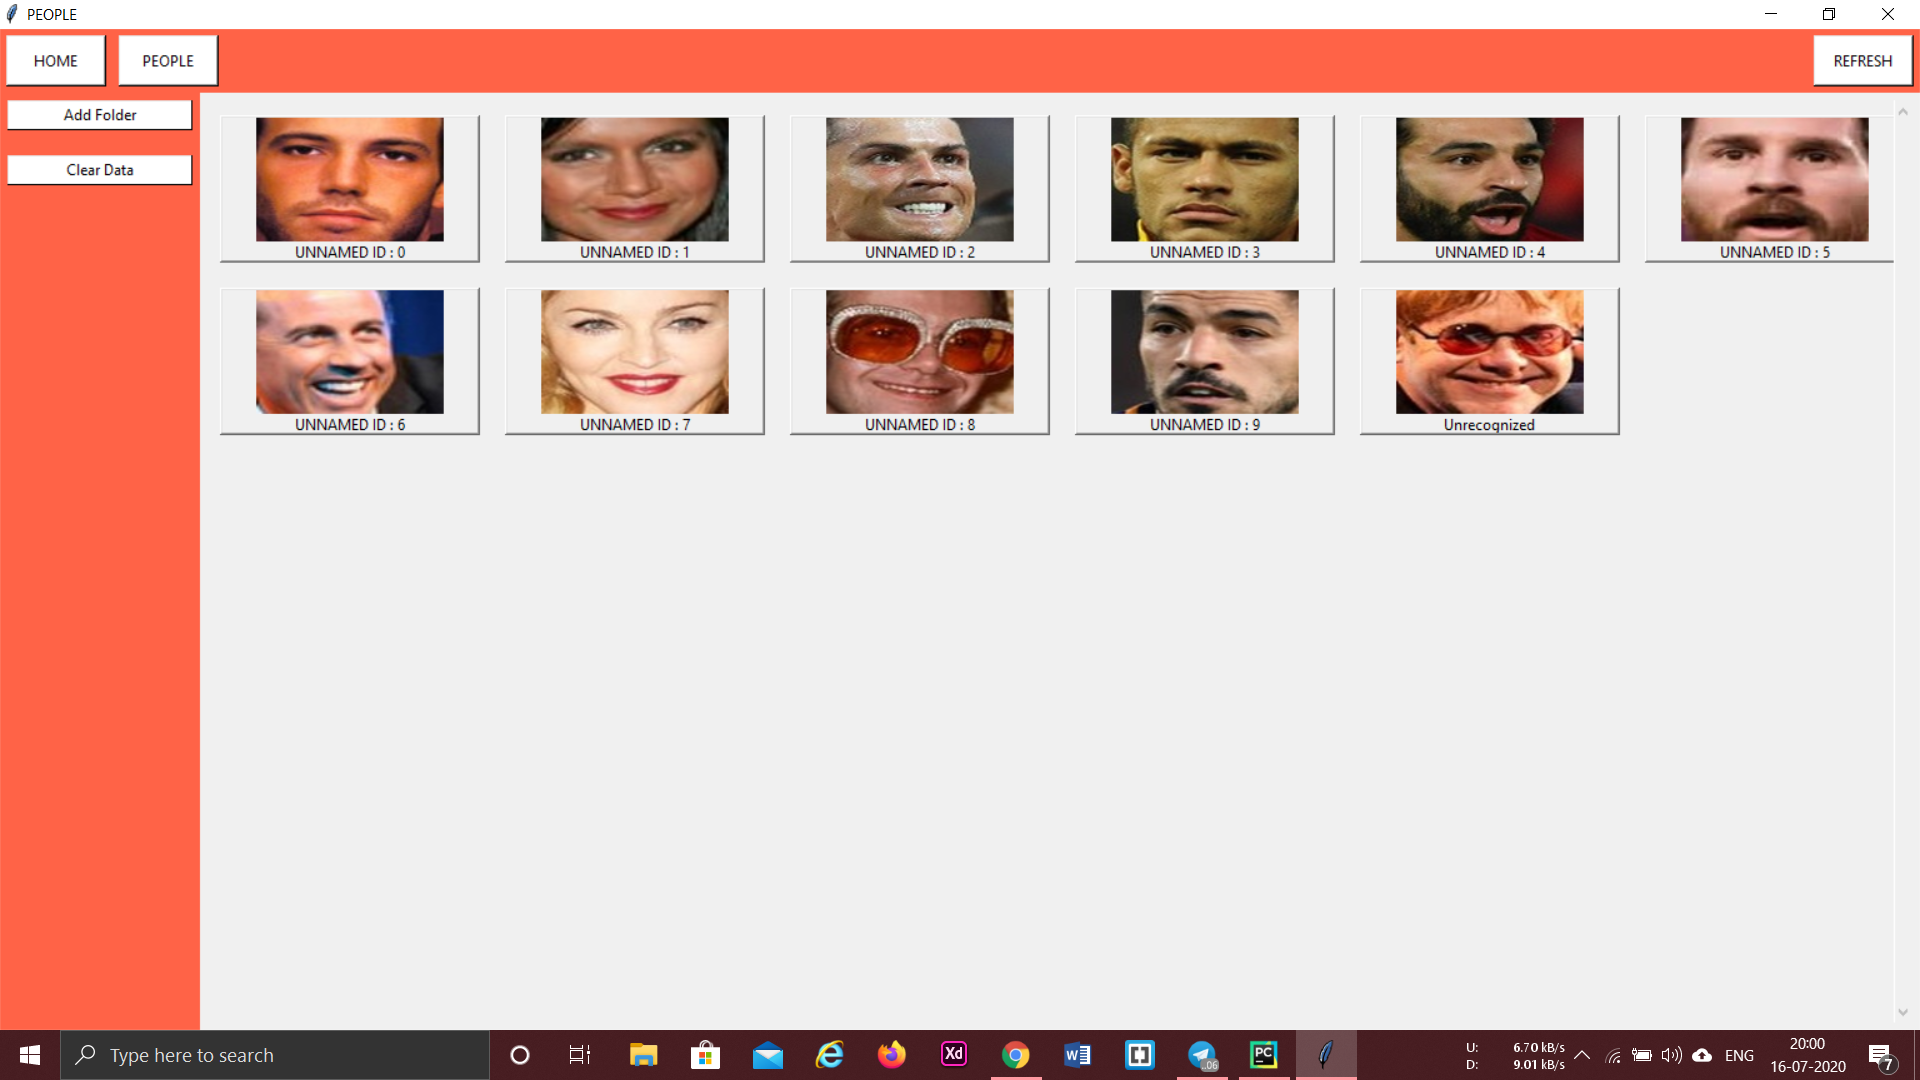 PEOPLE
HOME
PEOPLE
REFRESH
Add Folder
Clear Data
UNNAMED ID : 0
UNNAMED ID : 1
UNNAMED ID : 2
UNNAMED ID : 3
UNNAMED ID : 4
UNNAMED ID : 5
UNNAMED ID : 6
UNNAMED ID : 7
UNNAMED ID : 8
UNNAMED ID : 9
Unrecognized
Type here to search
Xd
W
..06
PC
U: 6.70 kB/s
D: 9.01 kB/s
ENG
20:00
16-07-2020
7